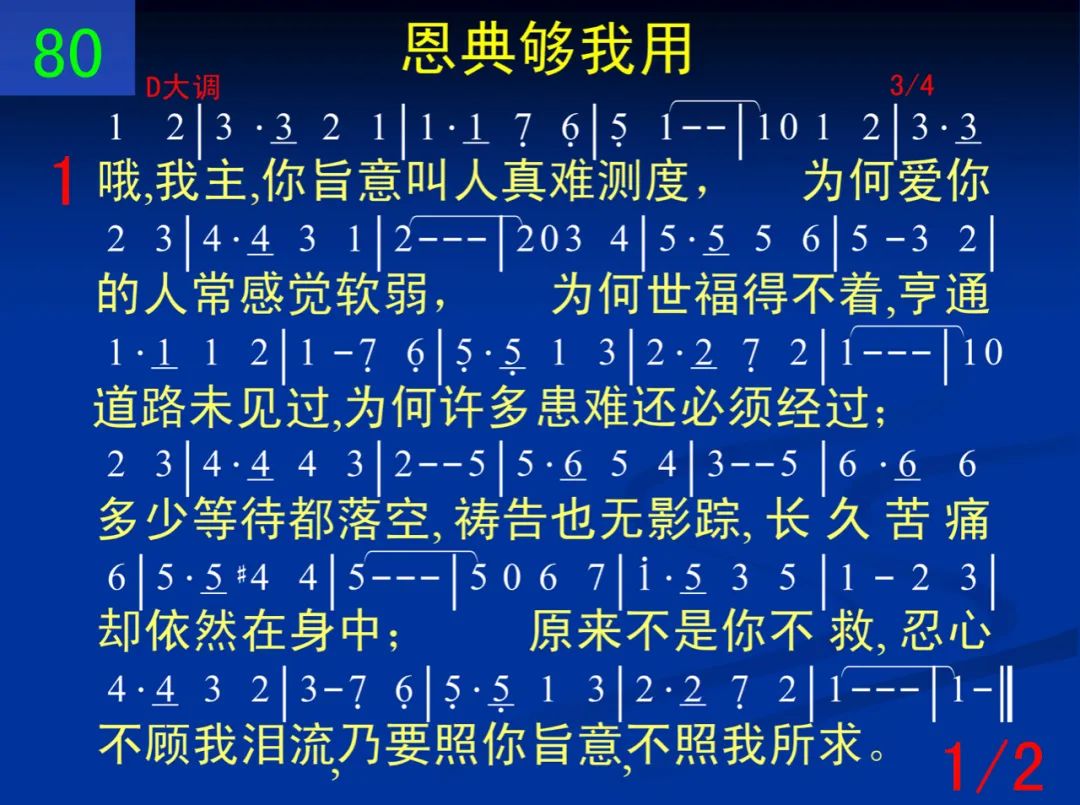 80
恩典够我用
D大调 3/4
1 2|3 ·3 2 1|1·1 7̣ 6̣|5̣ 1--|10 1 2|3·3
1 哦,我主,你旨意叫人真难测度， 为何爱你
2 3|4·4 3 1|2---|203 4|5·5 5 6|5 -3 2|
的人常感觉软弱， 为何世福得不着,亨通
1·1 1 2|1 -7̣ 6̣|5̣·5̣ 1 3|2·2 7̣ 2|1---|10
道路未见过,为何许多患难还必须经过；
2 3|4·4 4 3|2--5|5·6 5 4|3--5|6 ·6 6
多少等待都落空, 祷告也无影踪, 长 久 苦 痛
6|5·5 #4 4|5---|5 0 6 7|i·5 3 5|1 - 2 3|
却依然在身中； 原来不是你不 救, 忍心
4·4 3 2|3-7̣ 6̣|5̣·5̣ 1 3|2·2 7̣ 2|1---|1-‖
不顾我泪流,乃要照你旨意,不照我所求。
1/2